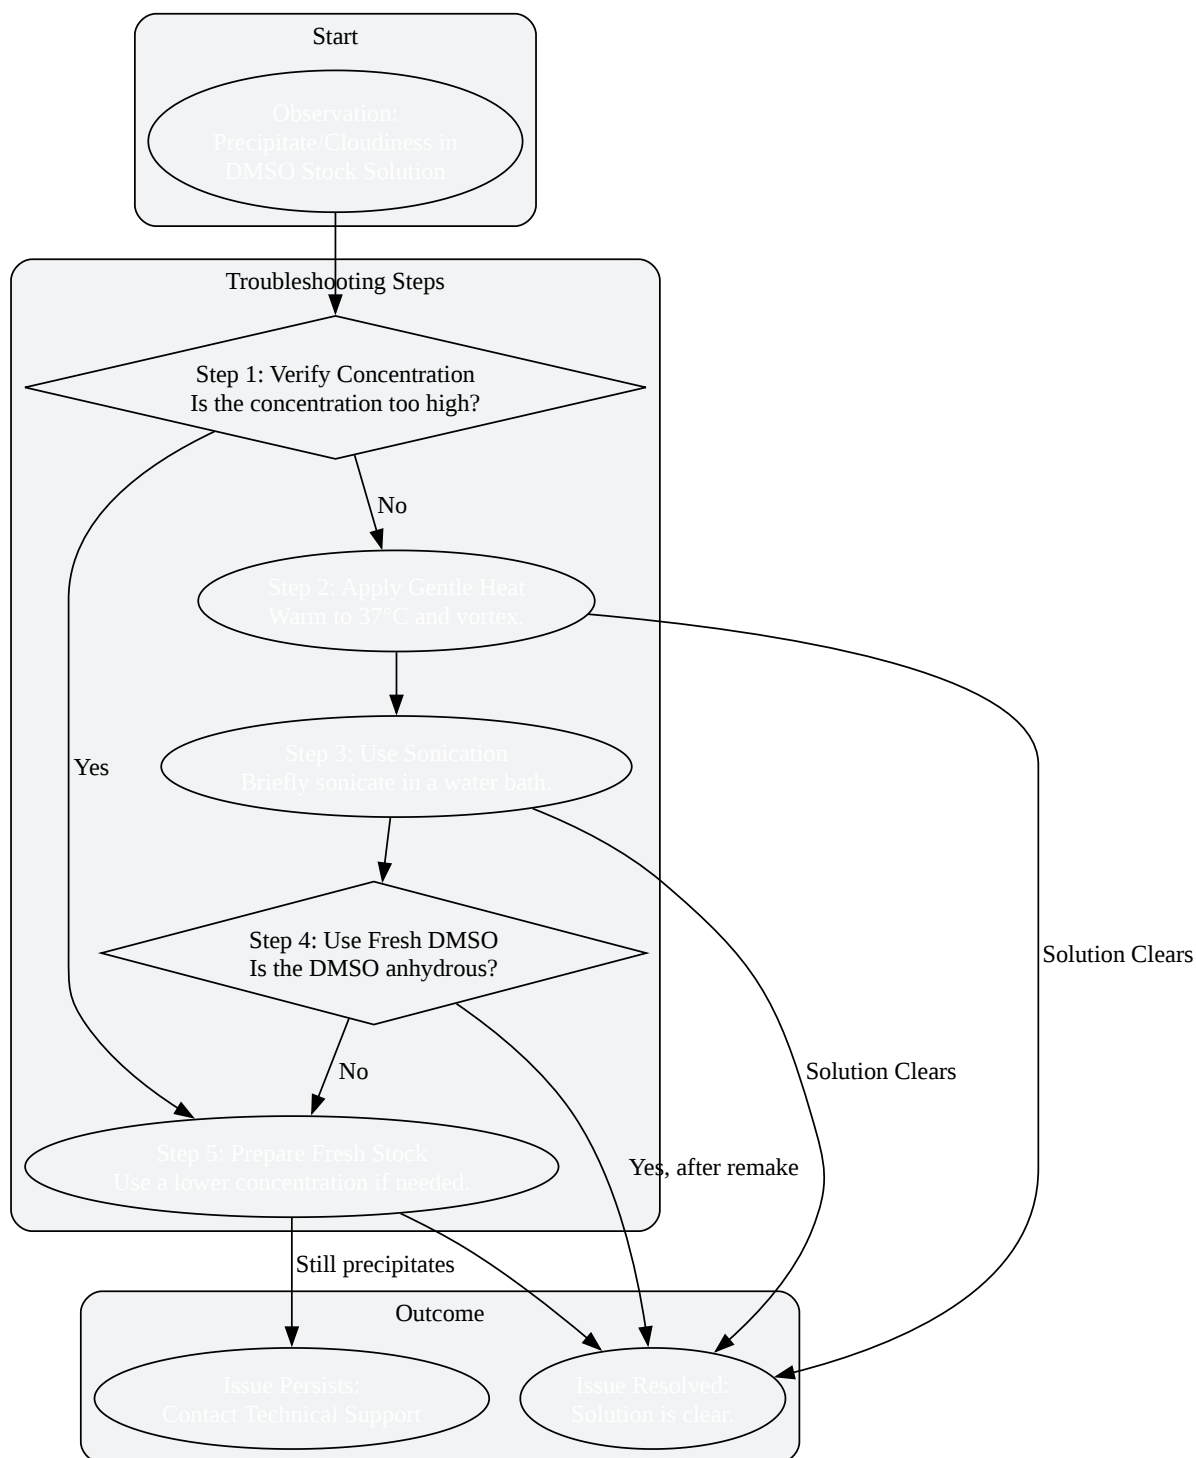 Start
Observation:
Precipitate/Cloudiness in
DMSO Stock Solution
Troubleshooting Steps
Step 1: Verify Concentration
Is the concentration too high?
No
Step 2: Apply Gentle Heat
Warm to 37°C and vortex.
Step 3: Use Sonication
Briefly sonicate in a water bath.
Yes
Step 4: Use Fresh DMSO
Is the DMSO anhydrous?
Solution Clears
No
Solution Clears
Step 5: Prepare Fresh Stock
Use a lower concentration if needed.
Yes, after remake
Still precipitates
Outcome
Issue Persists:
Contact Technical Support
Issue Resolved:
Solution is clear.